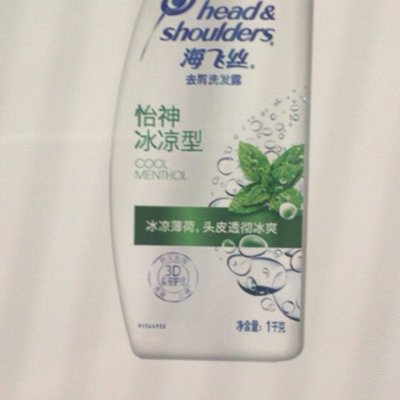 head&
shoulders®
海飞丝®
去屑洗发露
怡神
冰凉型
COOL
MENTHOL
冰凉薄荷，头皮透彻冰爽
3D
净含量：1千克